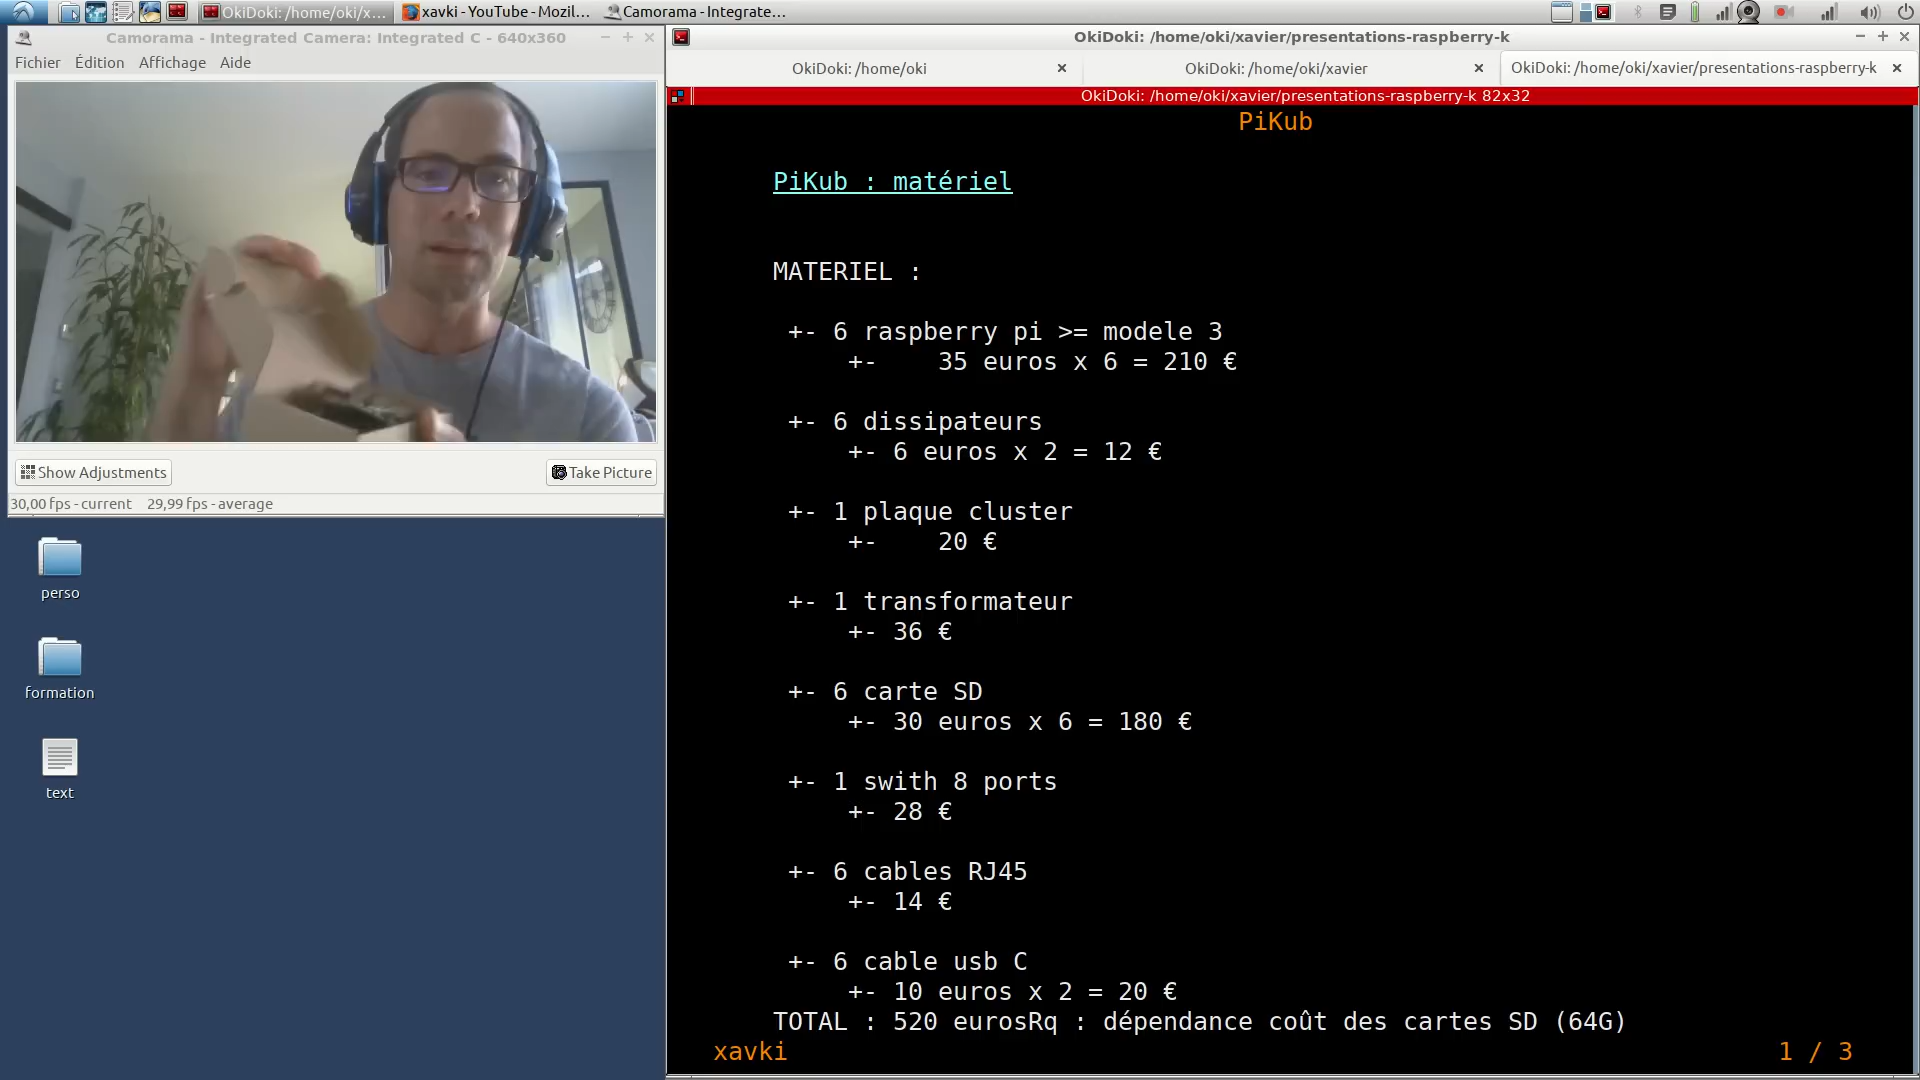 OkiDoki: /home/oki/x...
xavki - YouTube - Mozil...
Camorama - Integrate...
Camorama - Integrated Camera: Integrated C - 640x360
Fichier Édition Affichage Aide
Show Adjustments
Take Picture
30,00 fps - current 29,99 fps - average
perso
formation
text
OkiDoki: /home/oki/xavier/presentations-raspberry-k
OkiDoki: /home/oki
OkiDoki: /home/oki/xavier
OkiDoki: /home/oki/xavier/presentations-raspberry-k
OkiDoki: /home/oki/xavier/presentations-raspberry-k 82x32
PiKub
PiKub : matériel
MATERIEL :
+- 6 raspberry pi >= modele 3
+- 35 euros x 6 = 210 €
+- 6 dissipateurs
+- 6 euros x 2 = 12 €
+- 1 plaque cluster
+- 20 €
+- 1 transformateur
+- 36 €
+- 6 carte SD
+- 30 euros x 6 = 180 €
+- 1 swith 8 ports
+- 28 €
+- 6 cables RJ45
+- 14 €
+- 6 cable usb C
+- 10 euros x 2 = 20 €
TOTAL : 520 eurosRq : dépendance coût des cartes SD (64G)
xavki
1 / 3